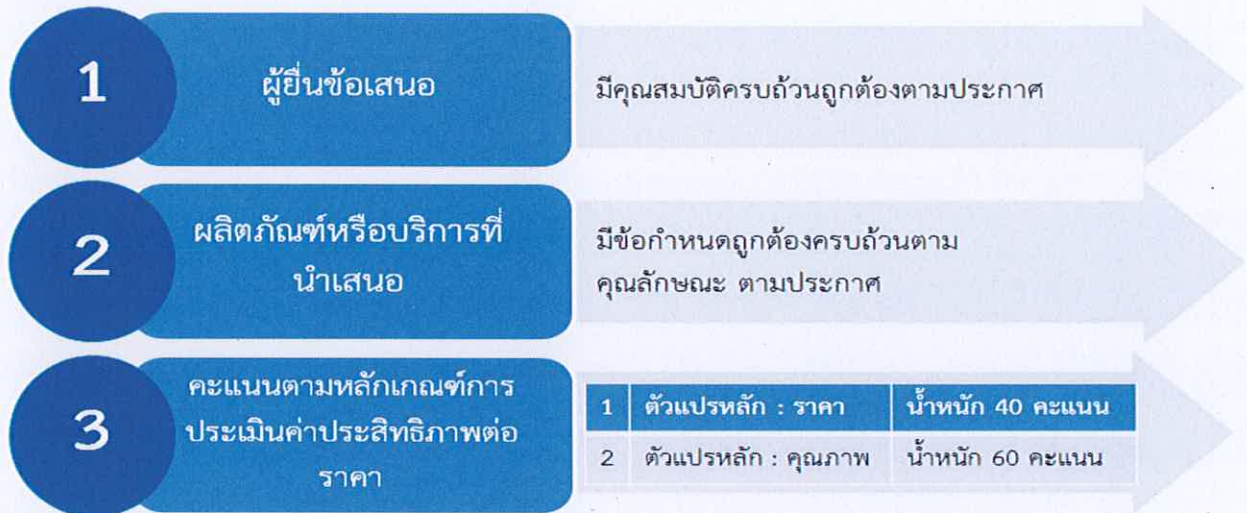 1
ผู้ยื่นข้อเสนอ
มีคุณสมบัติครบถ้วนถูกต้องตามประกาศ
2
ผลิตภัณฑ์หรือบริการที่
นำเสนอ
มีข้อกำหนดถูกต้องครบถ้วนตาม
คุณลักษณะ ตามประกาศ
3
คะแนนตามหลักเกณฑ์การ
ประเมินค่าประสิทธิภาพต่อ
ราคา
1 ตัวแปรหลัก : ราคา น้ำหนัก 40 คะแนน
2 ตัวแปรหลัก : คุณภาพ น้ำหนัก 60 คะแนน